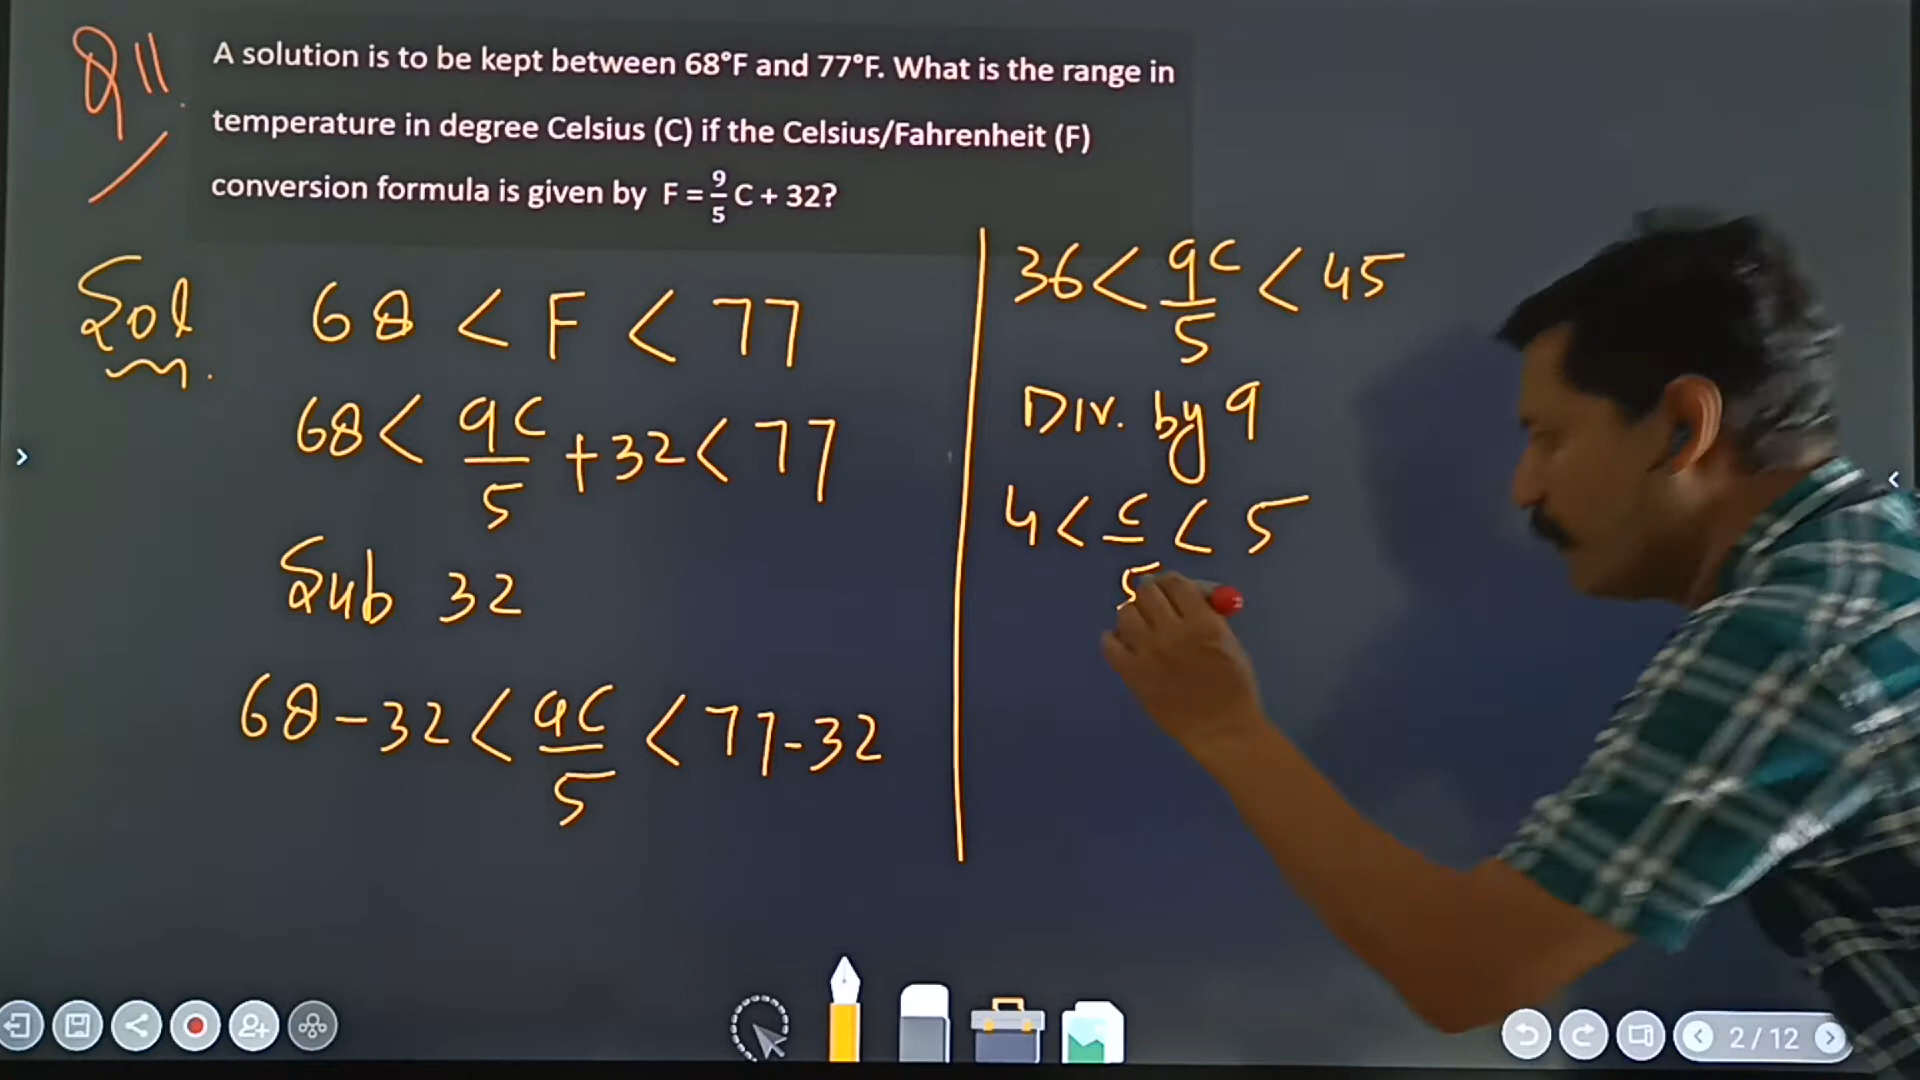 Q11.
A solution is to be kept between 68°F and 77°F. What is the range in
temperature in degree Celsius (C) if the Celsius/Fahrenheit (F)
conversion formula is given by F = 9/5 C + 32?
Sol.
68 < F < 77
68 < 9C/5 + 32 < 77
Sub 32
68 - 32 < 9C/5 < 77 - 32
36 < 9C/5 < 45
Div. by 9
4 < C/5 < 5
2 / 12